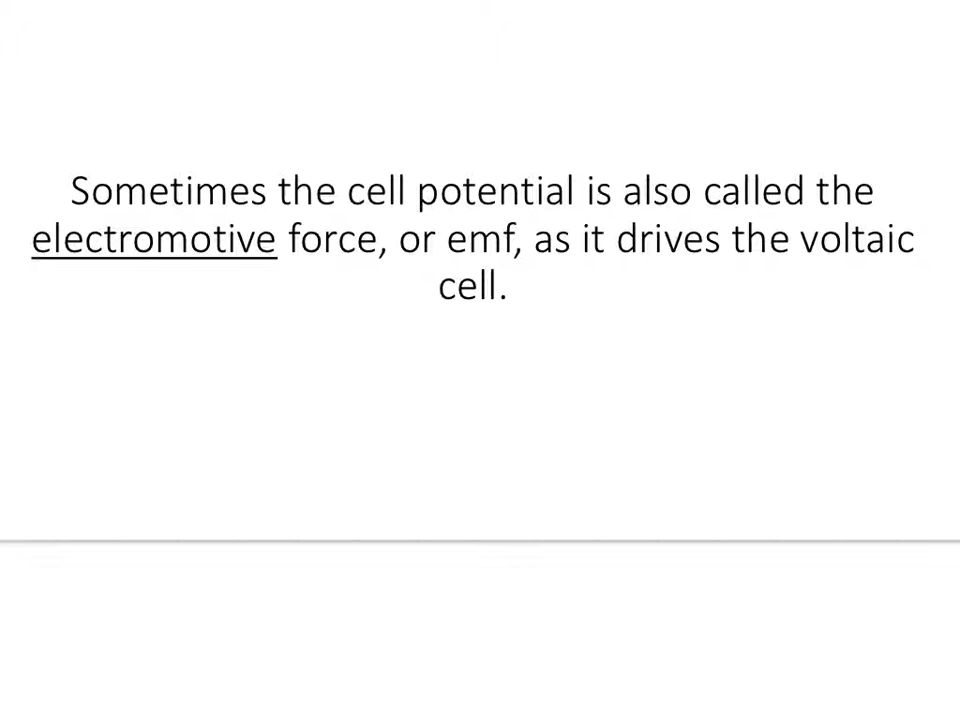 Sometimes the cell potential is also called the
electromotive force, or emf, as it drives the voltaic
cell.